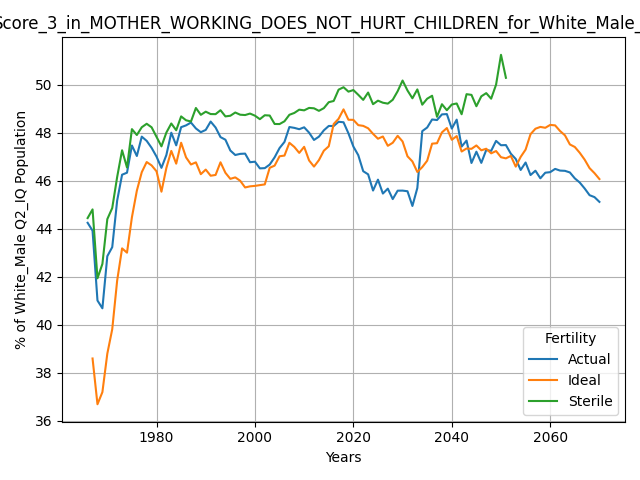 Score_3_in_MOTHER_WORKING_DOES_NOT_HURT_CHILDREN_for_White_Male_
% of White_Male Q2_IQ Population
50
48
46
44
42
40
38
36
1980
2000
2020
2040
2060
Years
Fertility
Actual
Ideal
Sterile